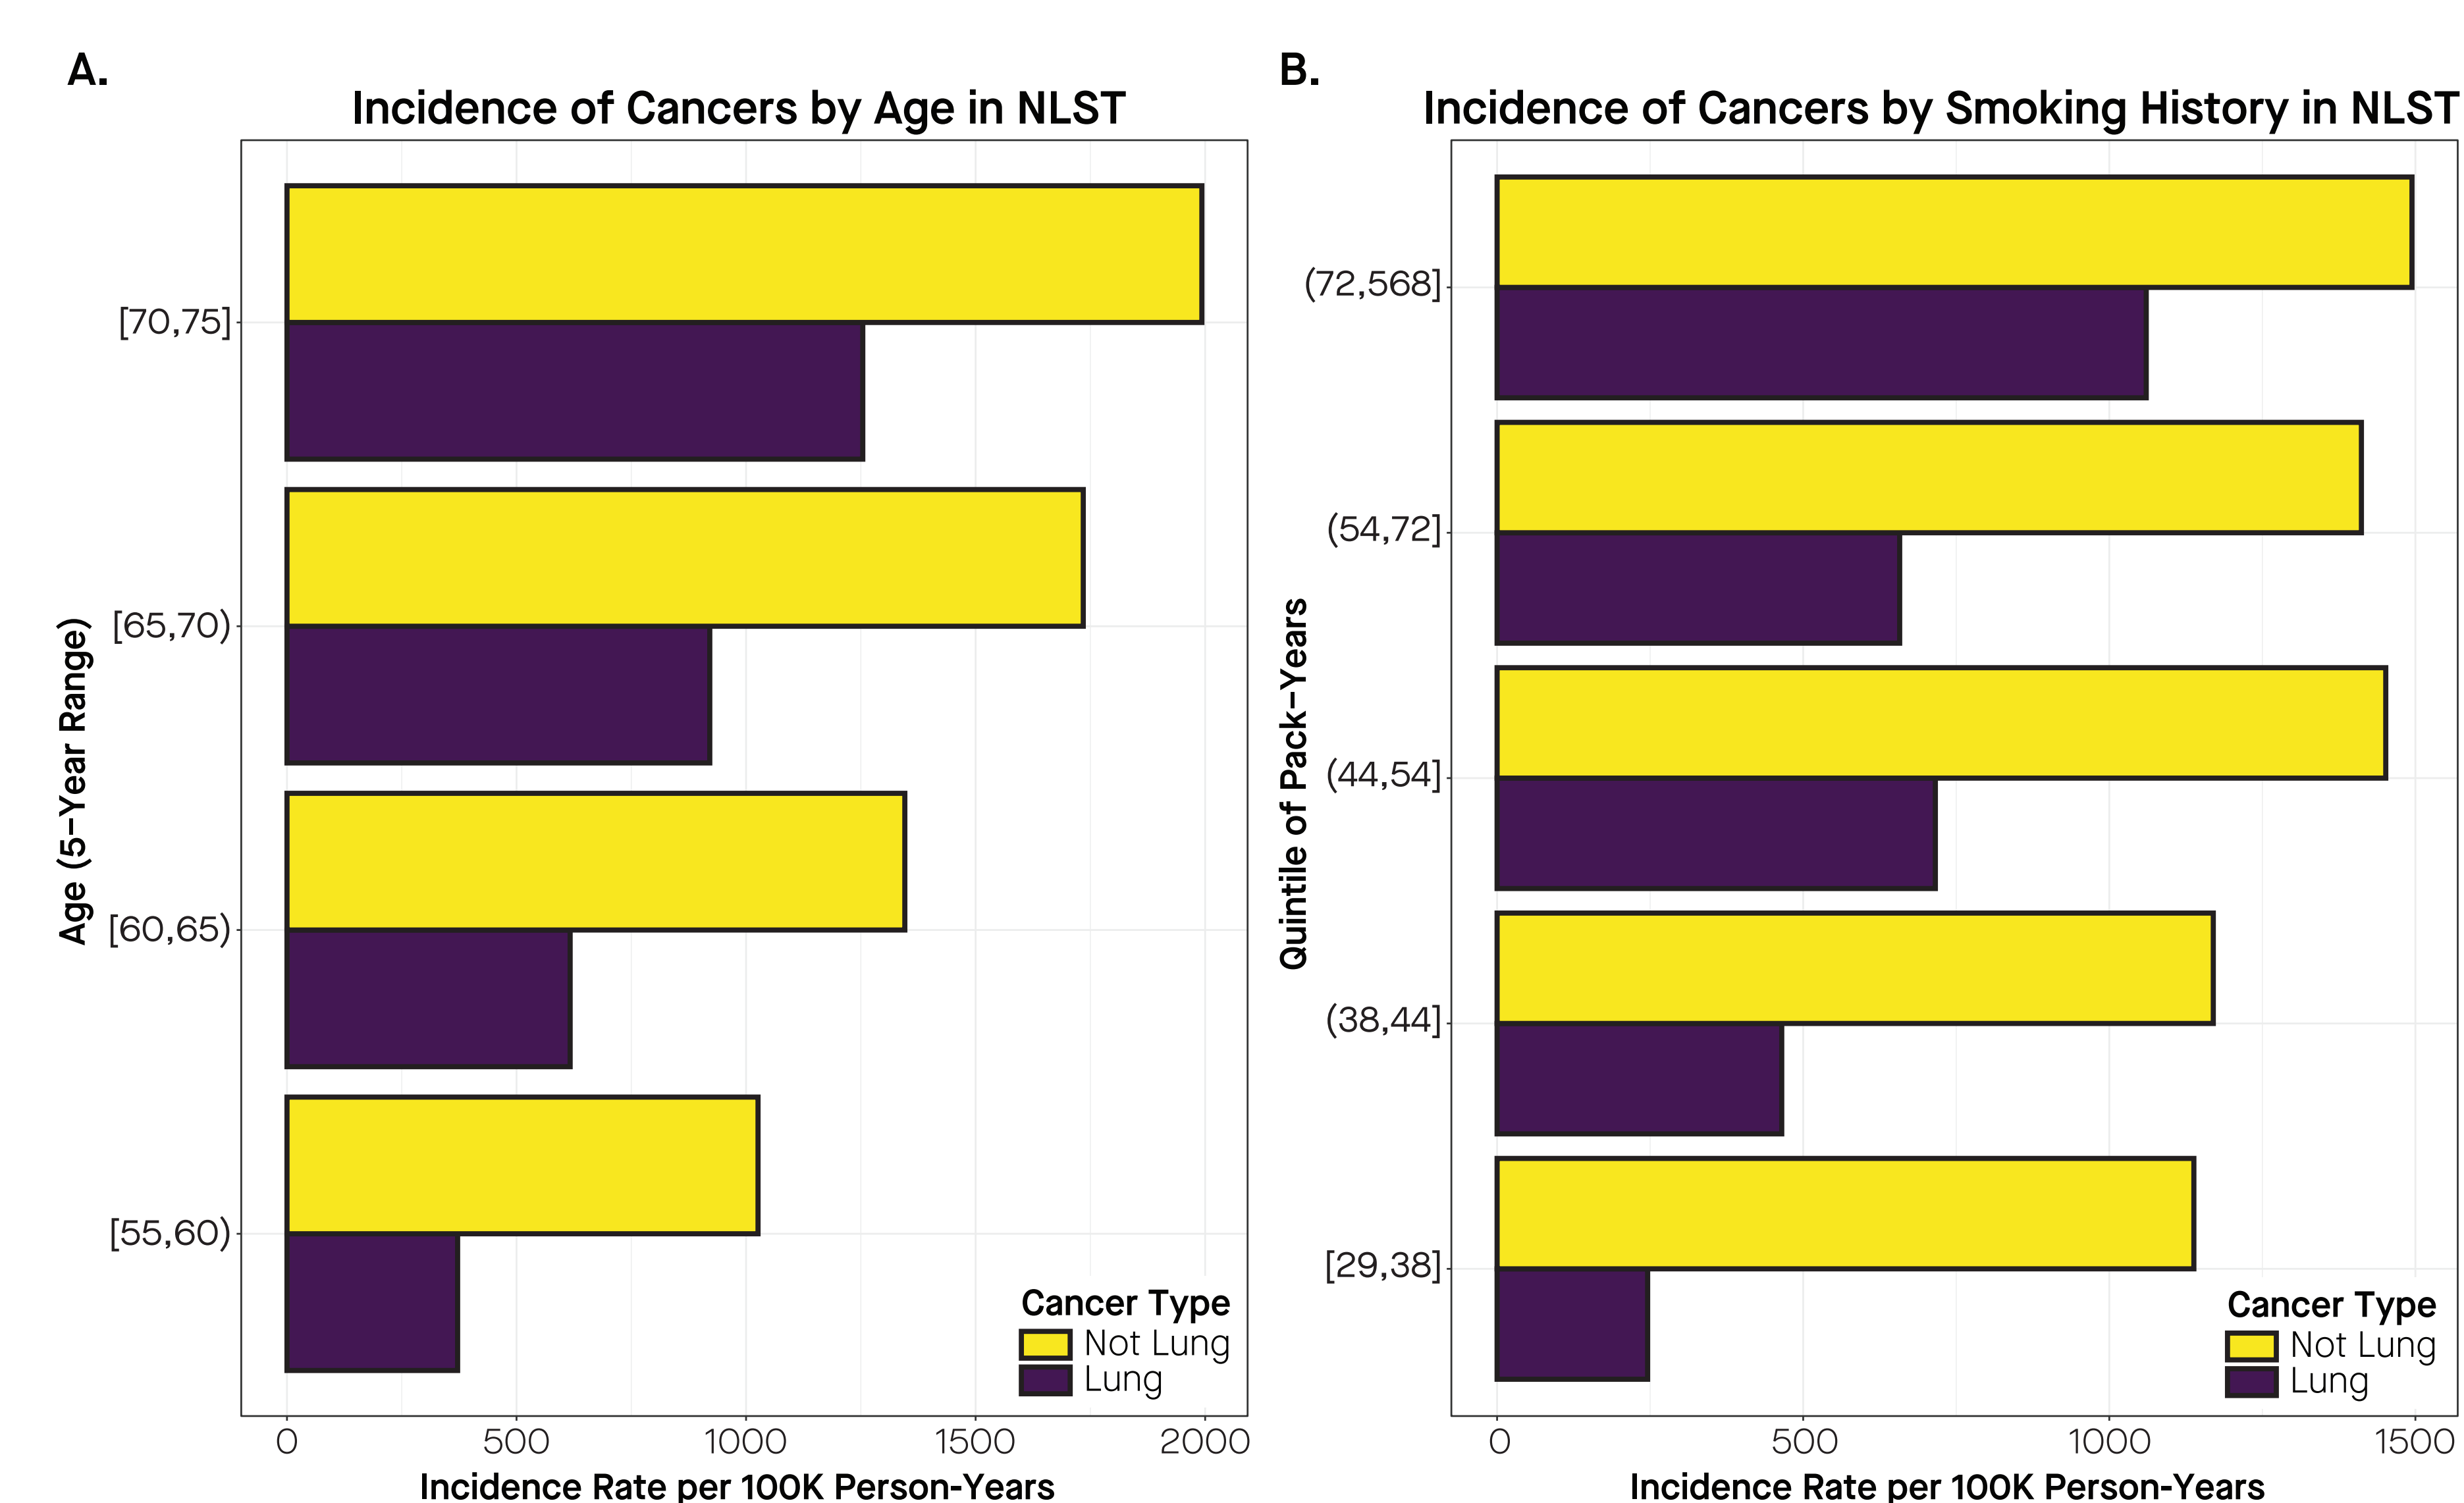 A.
Incidence of Cancers by Age in NLST
Age (5-Year Range)
[70,75]
[65,70)
[60,65)
[55,60)
Cancer Type
Not Lung
Lung
0 500 1000 1500 2000
Incidence Rate per 100K Person-Years
B.
Incidence of Cancers by Smoking History in NLST
Quintile of Pack-Years
(72,568]
(54,72]
(44,54]
(38,44]
[29,38]
Cancer Type
Not Lung
Lung
0 500 1000 1500
Incidence Rate per 100K Person-Years